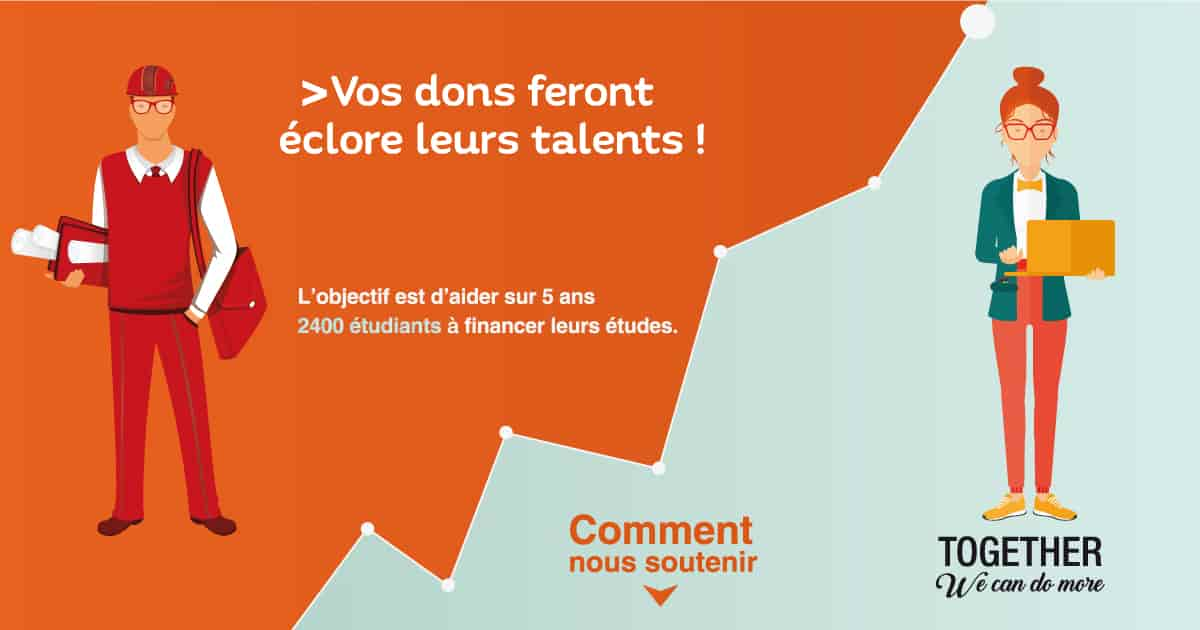 >Vos dons feront
éclore leurs talents !
L’objectif est d’aider sur 5 ans
2400 étudiants à financer leurs études.
Comment
nous soutenir
TOGETHER
We can do more